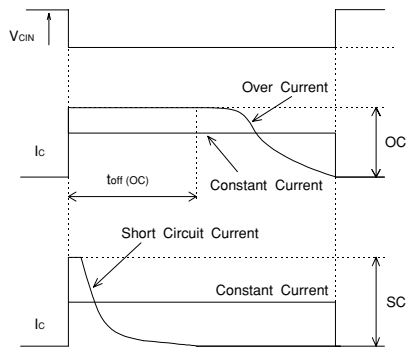 VCIN
Over Current
IC
OC
toff (OC)
Constant Current
Short Circuit Current
Constant Current
SC
IC